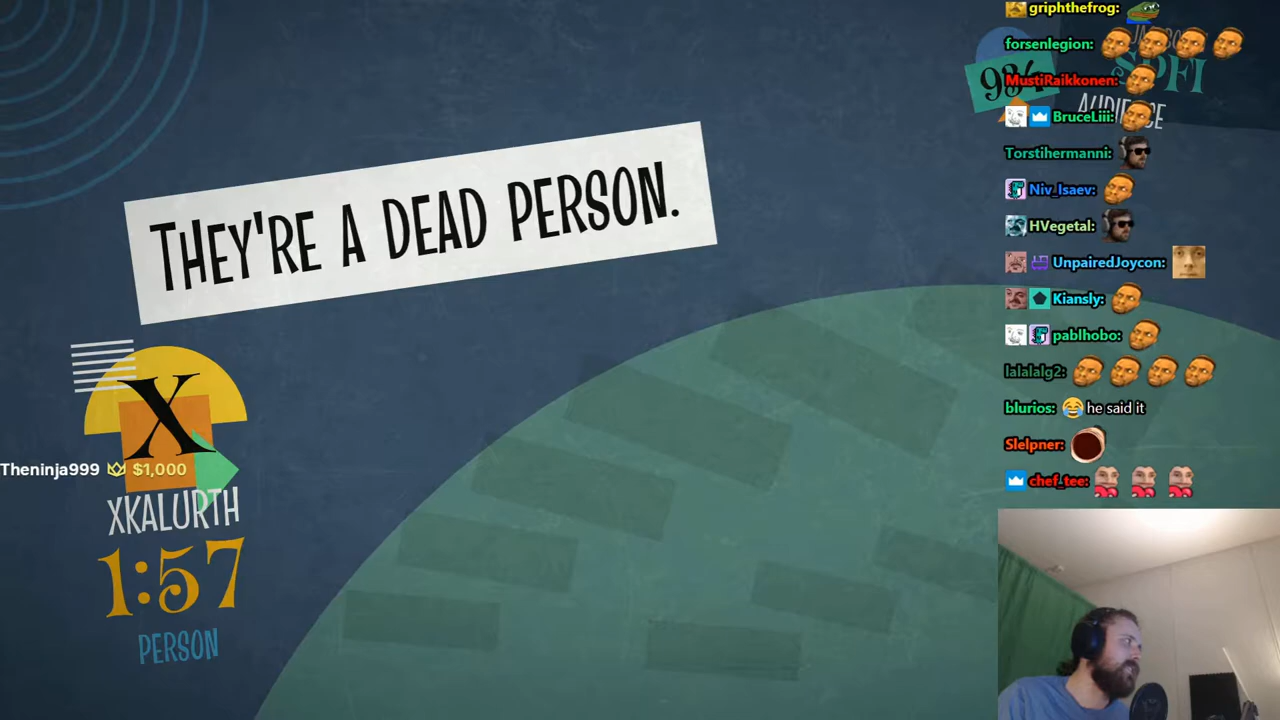 THEY'RE A DEAD PERSON.
X
Theninja999 $1,000
XKALURTH
1:57
PERSON
AUDIENCE
griphthefrog:
forsenlegion:
MustiRaikkonen:
BruceLiii:
Torstihermanni:
Niv_Isaev:
HVegetal:
UnpairedJoycon:
Kiansly:
pablhobo:
lalalalg2:
blurios: 😂 he said it
Slelpner:
chef_tee: